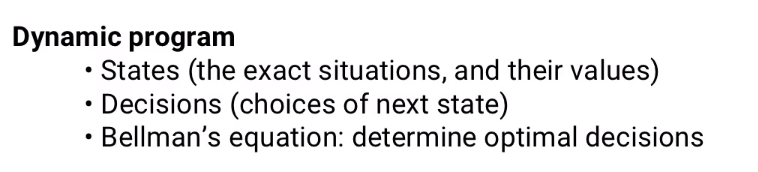 Dynamic program
• States (the exact situations, and their values)
• Decisions (choices of next state)
• Bellman’s equation: determine optimal decisions